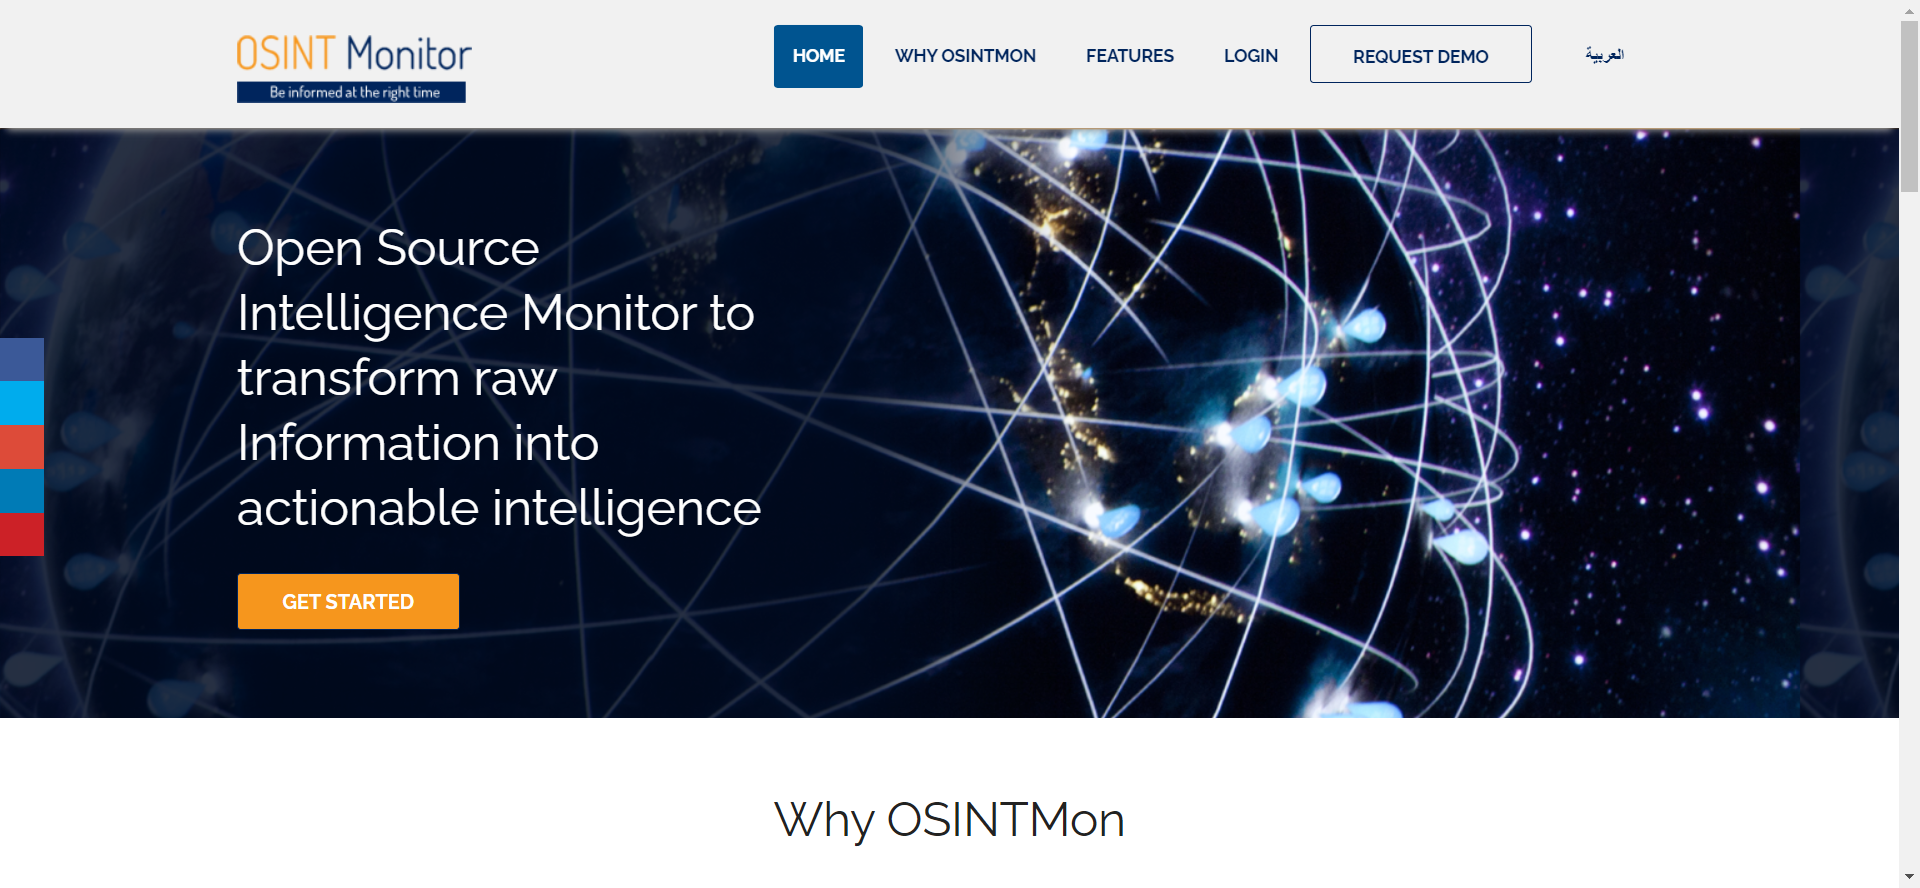 OSINT Monitor
Be informed at the right time
HOME
WHY OSINTMON
FEATURES
LOGIN
REQUEST DEMO
العربية
Open Source
Intelligence Monitor to
transform raw
Information into
actionable intelligence
GET STARTED
Why OSINTMon